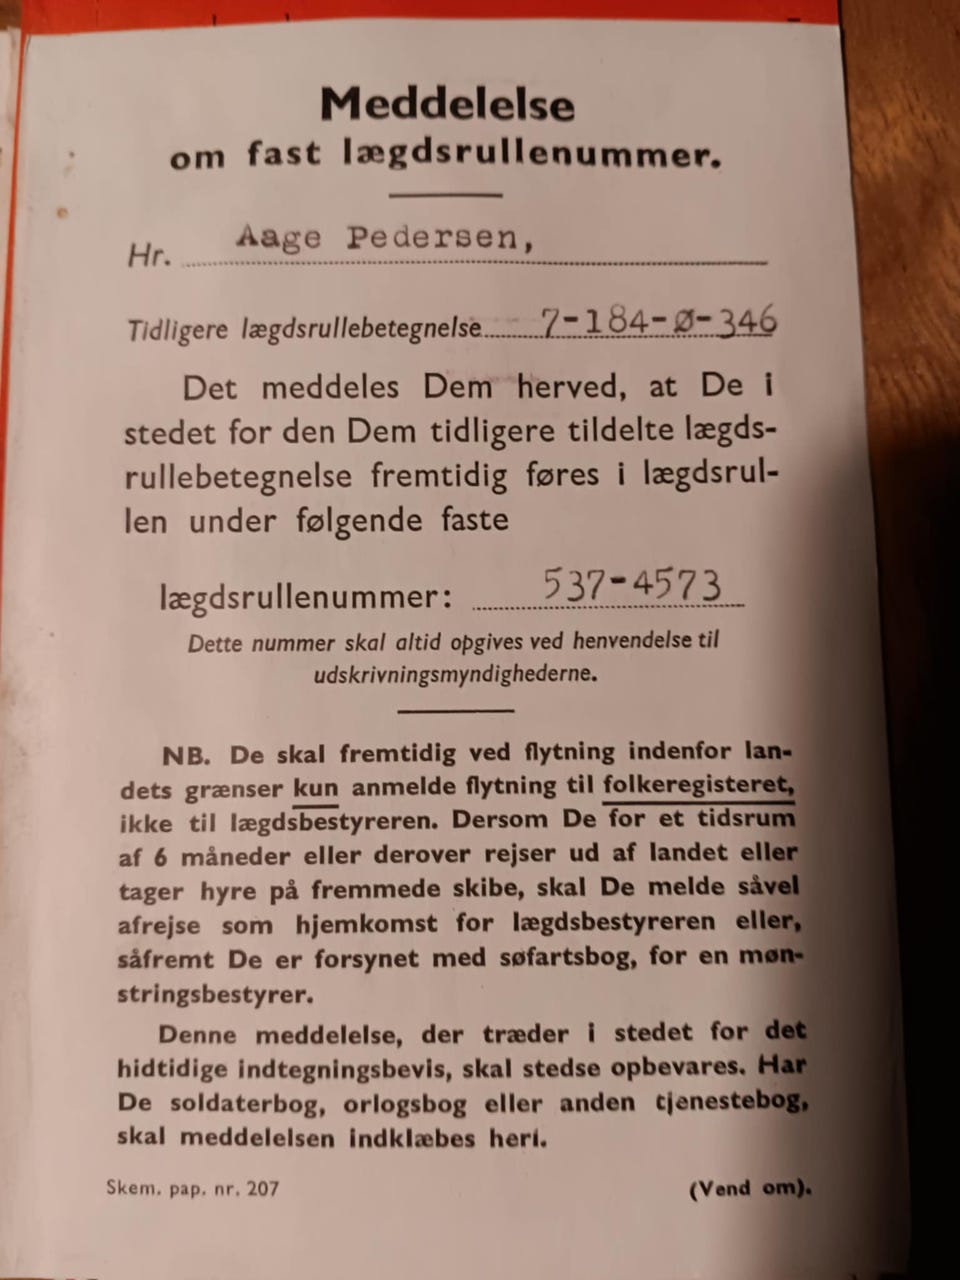 Meddelelse
om fast lægdsrullenummer.
Hr. Aage Pedersen,
Tidligere lægdsrullebetegnelse 7-184-Ø-346
Det meddeles Dem herved, at De i
stedet for den Dem tidligere tildelte lægds-
rullebetegnelse fremtidig føres i lægdsrul-
len under følgende faste
lægdsrullenummer: 537-4573
Dette nummer skal altid opgives ved henvendelse til
udskrivningsmyndighederne.
NB. De skal fremtidig ved flytning indenfor lan-
dets grænser kun anmelde flytning til folkeregisteret,
ikke til lægdsbestyreren. Dersom De for et tidsrum
af 6 måneder eller derover rejser ud af landet eller
tager hyre på fremmede skibe, skal De melde såvel
afrejse som hjemkomst for lægdsbestyreren eller,
såfremt De er forsynet med søfartsbog, for en møn-
stringsbestyrer.
Denne meddelelse, der træder i stedet for det
hidtidige indtegningsbevis, skal stedse opbevares. Har
De soldaterbog, orlogsbog eller anden tjenestebog,
skal meddelelsen indklæbes heri.
Skem. pap. nr. 207 (Vend om).